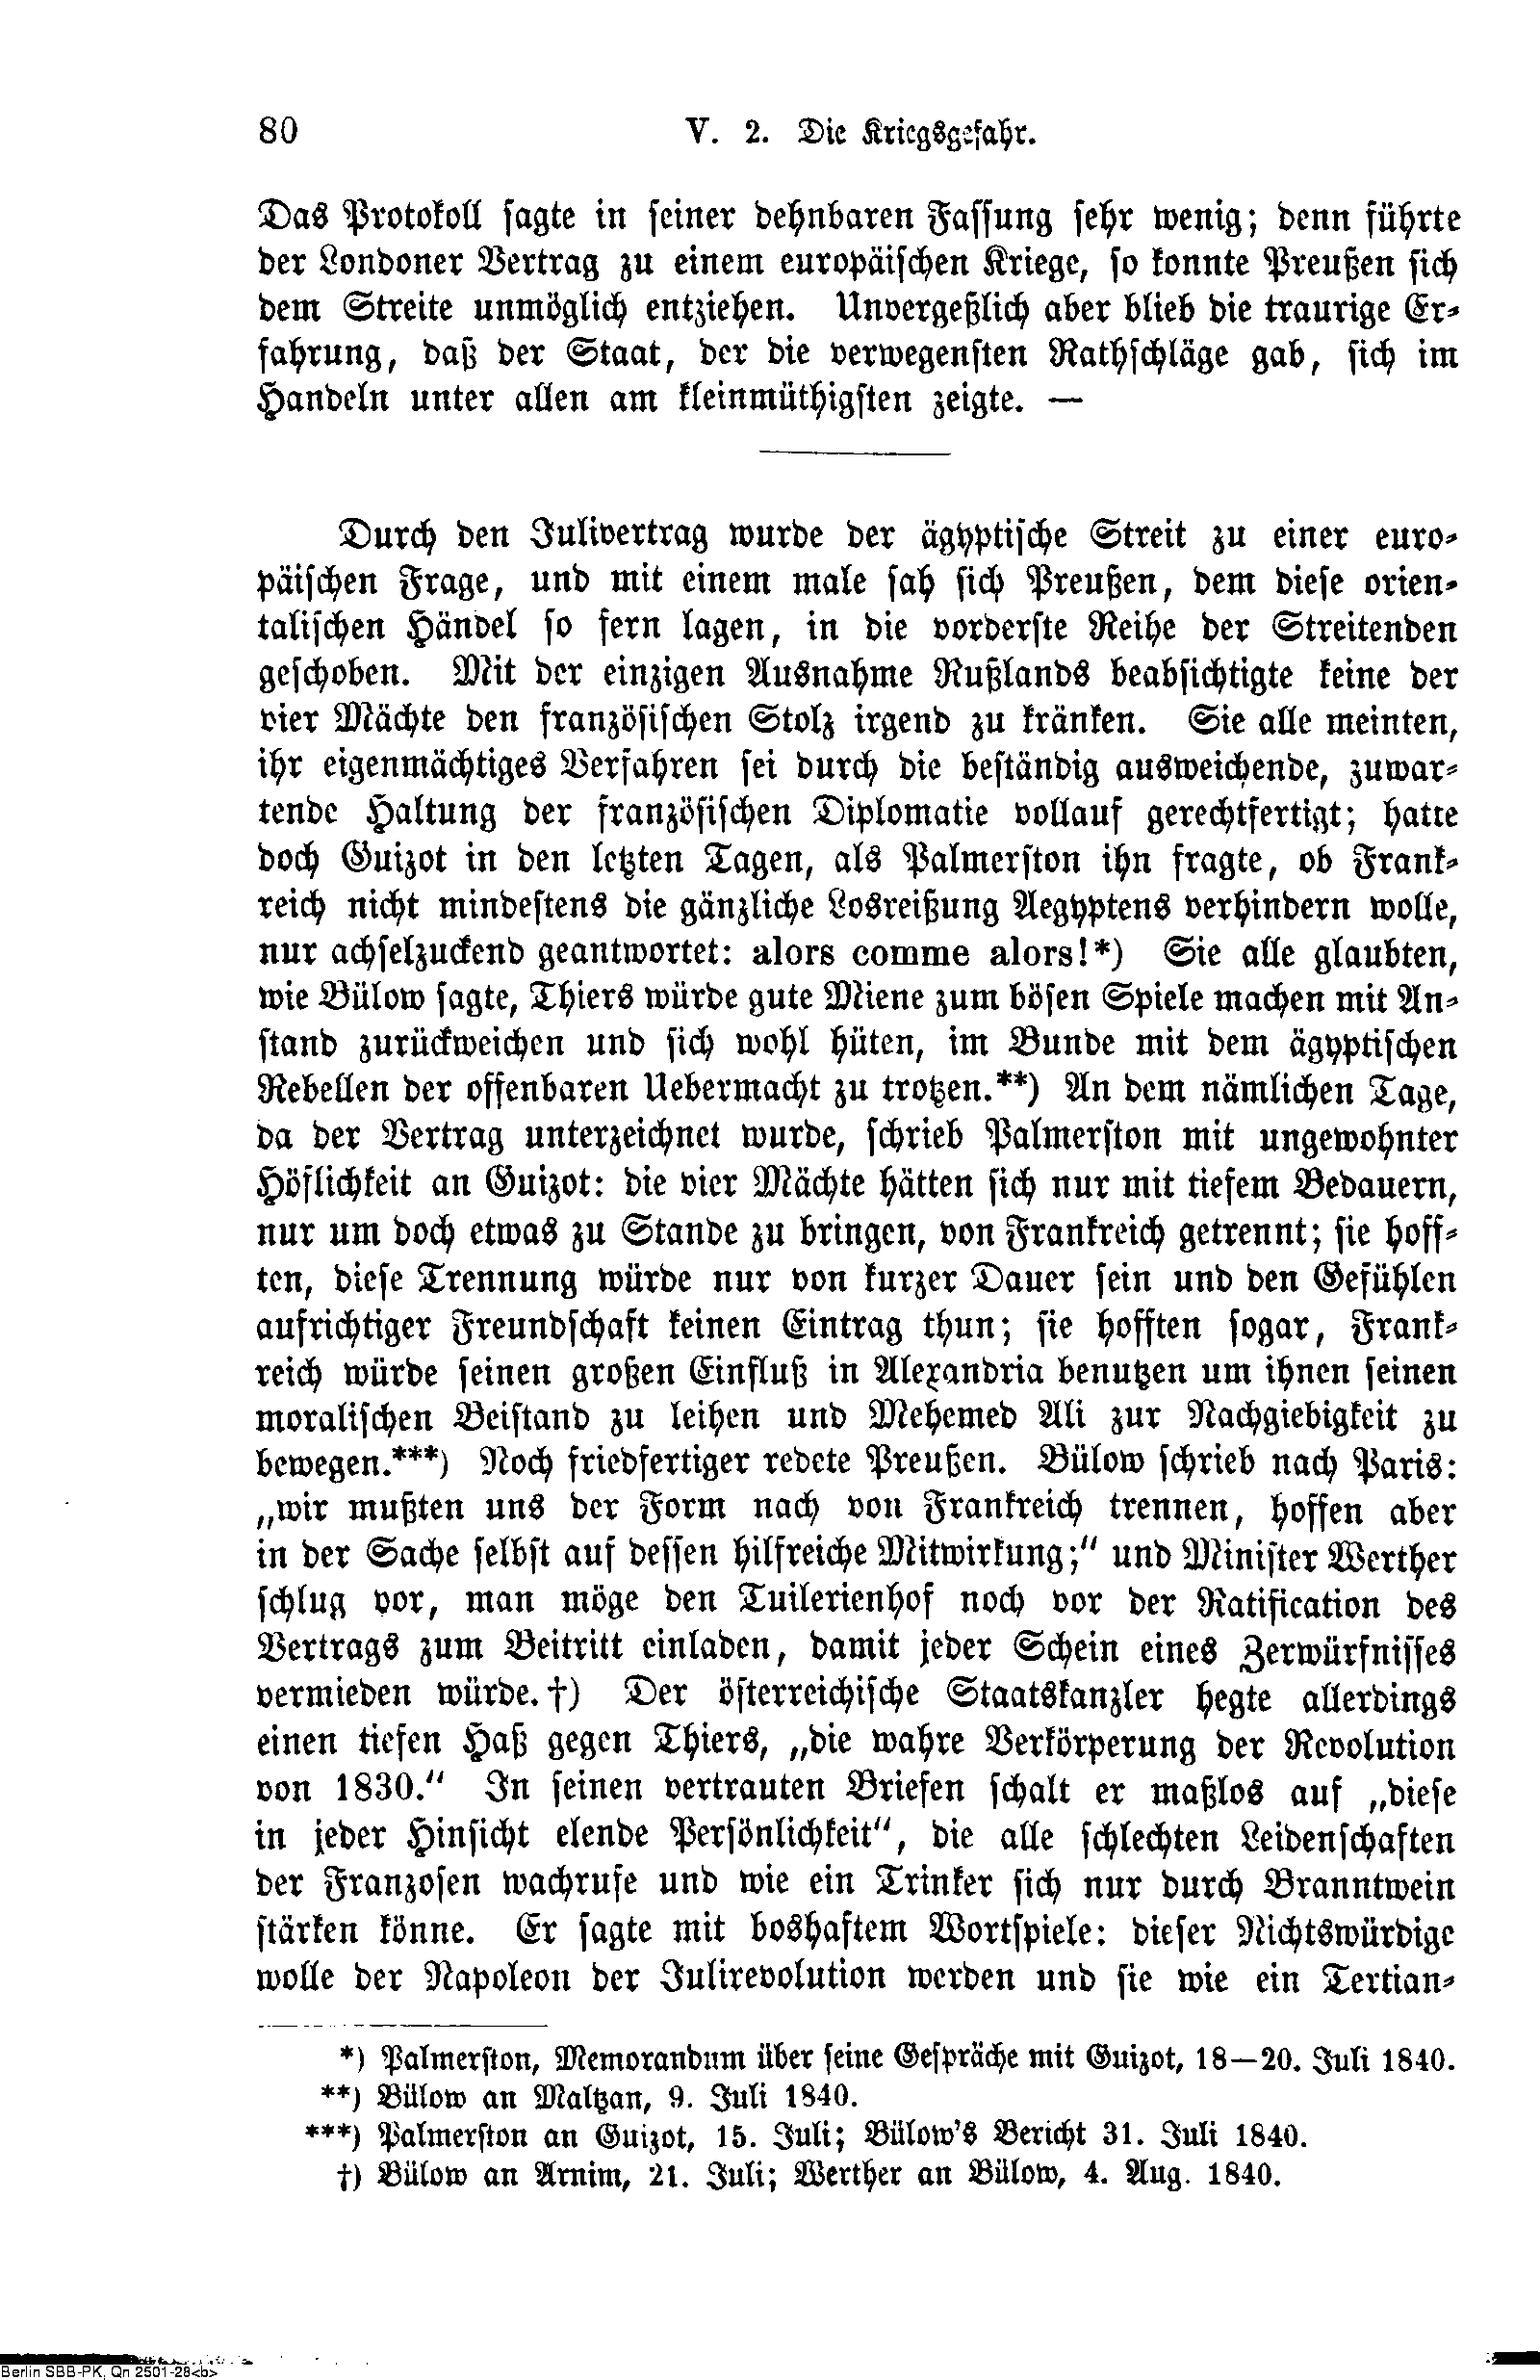 80
V. 2. Die Kriegsgefahr.
Das Protokoll sagte in seiner dehnbaren Fassung sehr wenig; denn führte
der Londoner Vertrag zu einem europäischen Kriege, so konnte Preußen sich
dem Streite unmöglich entziehen. Unvergeßlich aber blieb die traurige Er-
fahrung, daß der Staat, der die verwegensten Rathschläge gab, sich im
Handeln unter allen am kleinmüthigsten zeigte. —
Durch den Julivertrag wurde der ägyptische Streit zu einer euro-
päischen Frage, und mit einem male sah sich Preußen, dem diese orien-
talischen Händel so fern lagen, in die vorderste Reihe der Streitenden
geschoben. Mit der einzigen Ausnahme Rußlands beabsichtigte keine der
vier Mächte den französischen Stolz irgend zu kränken. Sie alle meinten,
ihr eigenmächtiges Verfahren sei durch die beständig ausweichende, zuwar-
tende Haltung der französischen Diplomatie vollauf gerechtfertigt; hatte
doch Guizot in den letzten Tagen, als Palmerston ihn fragte, ob Frank-
reich nicht mindestens die gänzliche Losreißung Aegyptens verhindern wolle,
nur achselzuckend geantwortet: alors comme alors!*) Sie alle glaubten,
wie Bülow sagte, Thiers würde gute Miene zum bösen Spiele machen mit An-
stand zurückweichen und sich wohl hüten, im Bunde mit dem ägyptischen
Rebellen der offenbaren Uebermacht zu trotzen.**) An dem nämlichen Tage,
da der Vertrag unterzeichnet wurde, schrieb Palmerston mit ungewohnter
Höflichkeit an Guizot: die vier Mächte hätten sich nur mit tiefem Bedauern,
nur um doch etwas zu Stande zu bringen, von Frankreich getrennt; sie hoff-
ten, diese Trennung würde nur von kurzer Dauer sein und den Gefühlen
aufrichtiger Freundschaft keinen Eintrag thun; sie hofften sogar, Frank-
reich würde seinen großen Einfluß in Alexandria benutzen um ihnen seinen
moralischen Beistand zu leihen und Mehemed Ali zur Nachgiebigkeit zu
bewegen.***) Noch friedfertiger redete Preußen. Bülow schrieb nach Paris:
„wir mußten uns der Form nach von Frankreich trennen, hoffen aber
in der Sache selbst auf dessen hilfreiche Mitwirkung;“ und Minister Werther
schlug vor, man möge den Tuilerienhof noch vor der Ratification des
Vertrags zum Beitritt einladen, damit jeder Schein eines Zerwürfnisses
vermieden würde.†) Der österreichische Staatskanzler hegte allerdings
einen tiefen Haß gegen Thiers, „die wahre Verkörperung der Revolution
von 1830.“ In seinen vertrauten Briefen schalt er maßlos auf „diese
in jeder Hinsicht elende Persönlichkeit“, die alle schlechten Leidenschaften
der Franzosen wachrufe und wie ein Trinker sich nur durch Branntwein
stärken könne. Er sagte mit boshaftem Wortspiele: dieser Nichtswürdige
wolle der Napoleon der Julirevolution werden und sie wie ein Tertian-
*) Palmerston, Memorandum über seine Gespräche mit Guizot, 18—20. Juli 1840.
**) Bülow an Maltzan, 9. Juli 1840.
***) Palmerston an Guizot, 15. Juli; Bülow's Bericht 31. Juli 1840.
†) Bülow an Arnim, 21. Juli; Werther an Bülow, 4. Aug. 1840.
Berlin SBB-PK, Qn 2501-28<b>